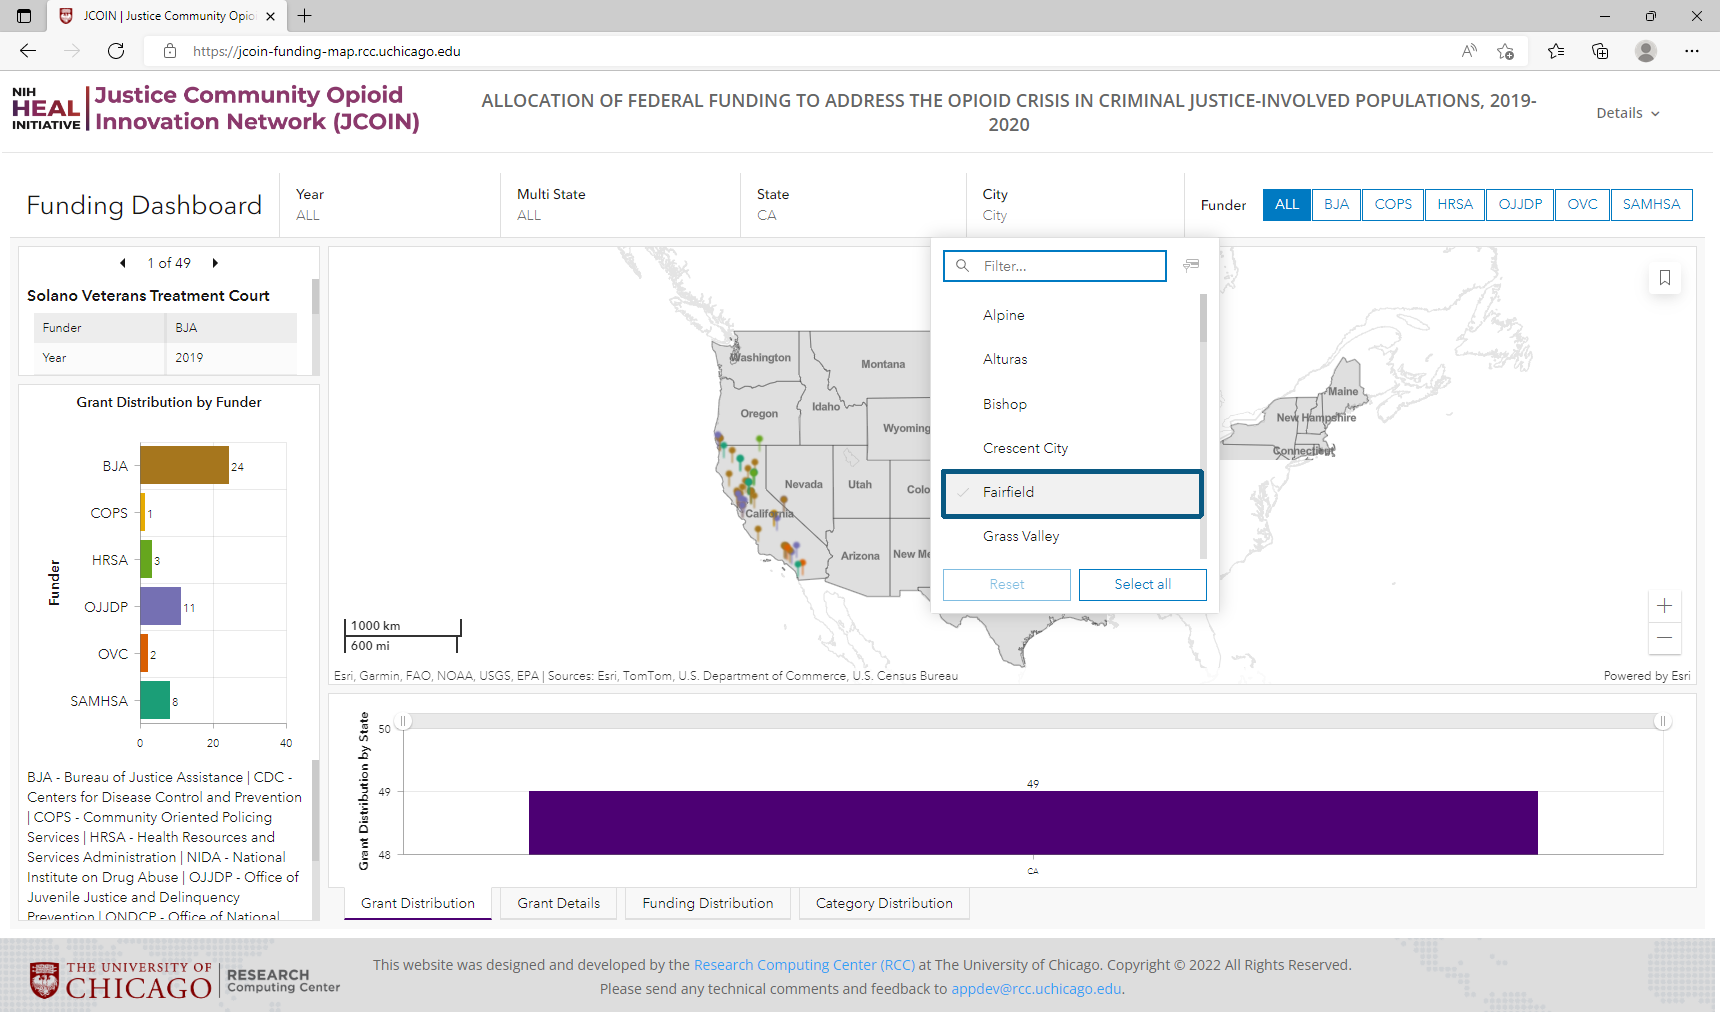 JCOIN | Justice Community Opio
https://jcoin-funding-map.rcc.uchicago.edu
NIH
HEAL
INITIATIVE
Justice Community Opioid
Innovation Network (JCOIN)
ALLOCATION OF FEDERAL FUNDING TO ADDRESS THE OPIOID CRISIS IN CRIMINAL JUSTICE-INVOLVED POPULATIONS, 2019-
2020
Details
Funding Dashboard
Year
ALL
Multi State
ALL
State
CA
City
City
Funder
ALL
BJA
COPS
HRSA
OJJDP
OVC
SAMHSA
1 of 49
Solano Veterans Treatment Court
Funder BJA
Year 2019
Grant Distribution by Funder
Funder
BJA 24
COPS 1
HRSA 3
OJJDP 11
OVC 2
SAMHSA 8
0 20 40
BJA - Bureau of Justice Assistance | CDC -
Centers for Disease Control and Prevention
| COPS - Community Oriented Policing
Services | HRSA - Health Resources and
Services Administration | NIDA - National
Institute on Drug Abuse | OJJDP - Office of
Juvenile Justice and Delinquency
Prevention | ONDCP - Office of National
Washington
Montana
Oregon
Idaho
Wyoming
Nevada
Utah
Colo
California
Arizona
New Me
Maine
New Hampshire
Connecticut
1000 km
600 mi
Esri, Garmin, FAO, NOAA, USGS, EPA | Sources: Esri, TomTom, U.S. Department of Commerce, U.S. Census Bureau
Powered by Esri
Filter...
Alpine
Alturas
Bishop
Crescent City
Fairfield
Grass Valley
Reset
Select all
Grant Distribution by State
50
49
48
49
CA
Grant Distribution
Grant Details
Funding Distribution
Category Distribution
THE UNIVERSITY OF
CHICAGO
RESEARCH
Computing Center
This website was designed and developed by the Research Computing Center (RCC) at The University of Chicago. Copyright © 2022 All Rights Reserved.
Please send any technical comments and feedback to appdev@rcc.uchicago.edu.